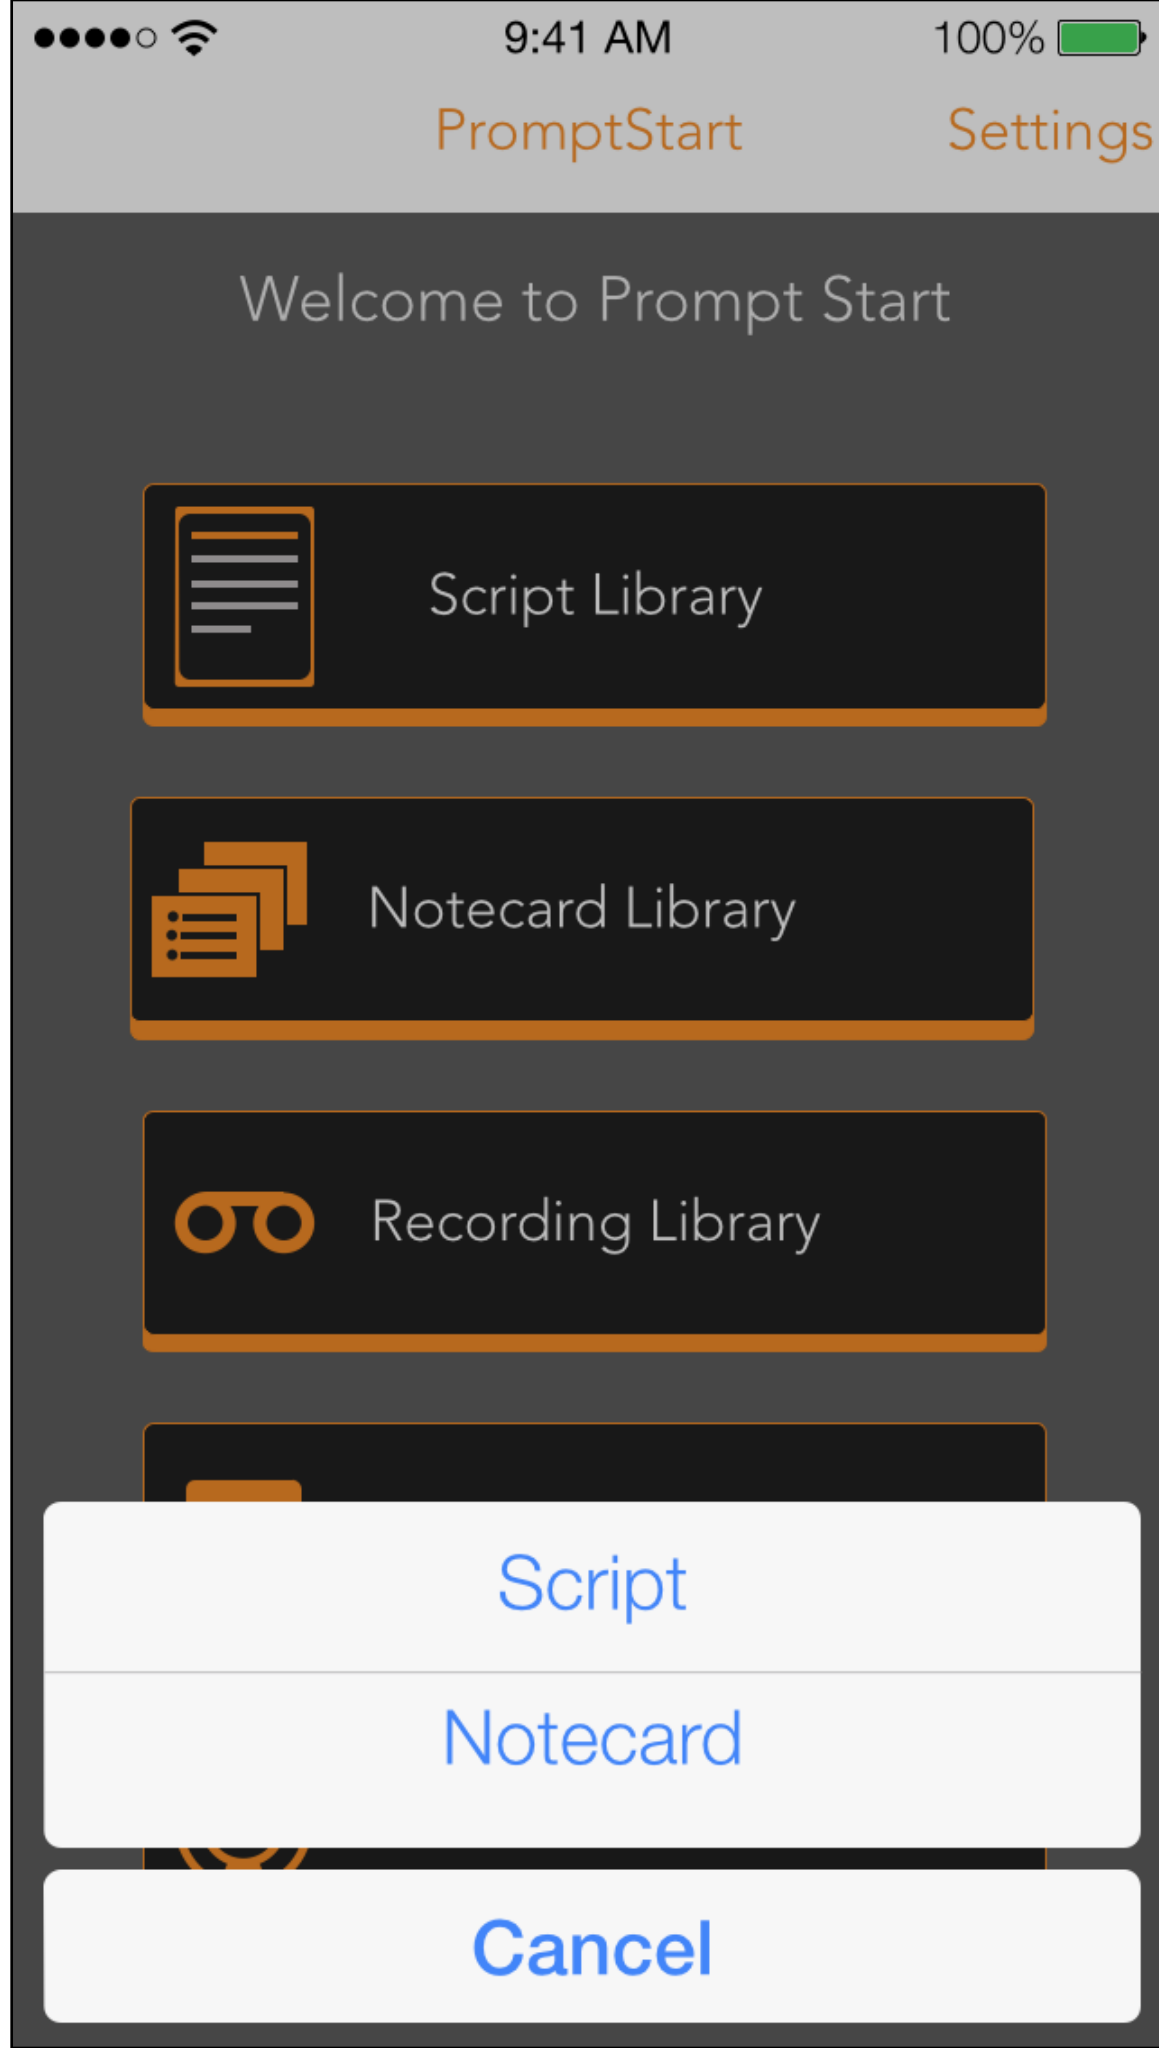 9:41 AM 100%
PromptStart Settings
Welcome to Prompt Start
Script Library
Notecard Library
Recording Library
Script
Notecard
Cancel